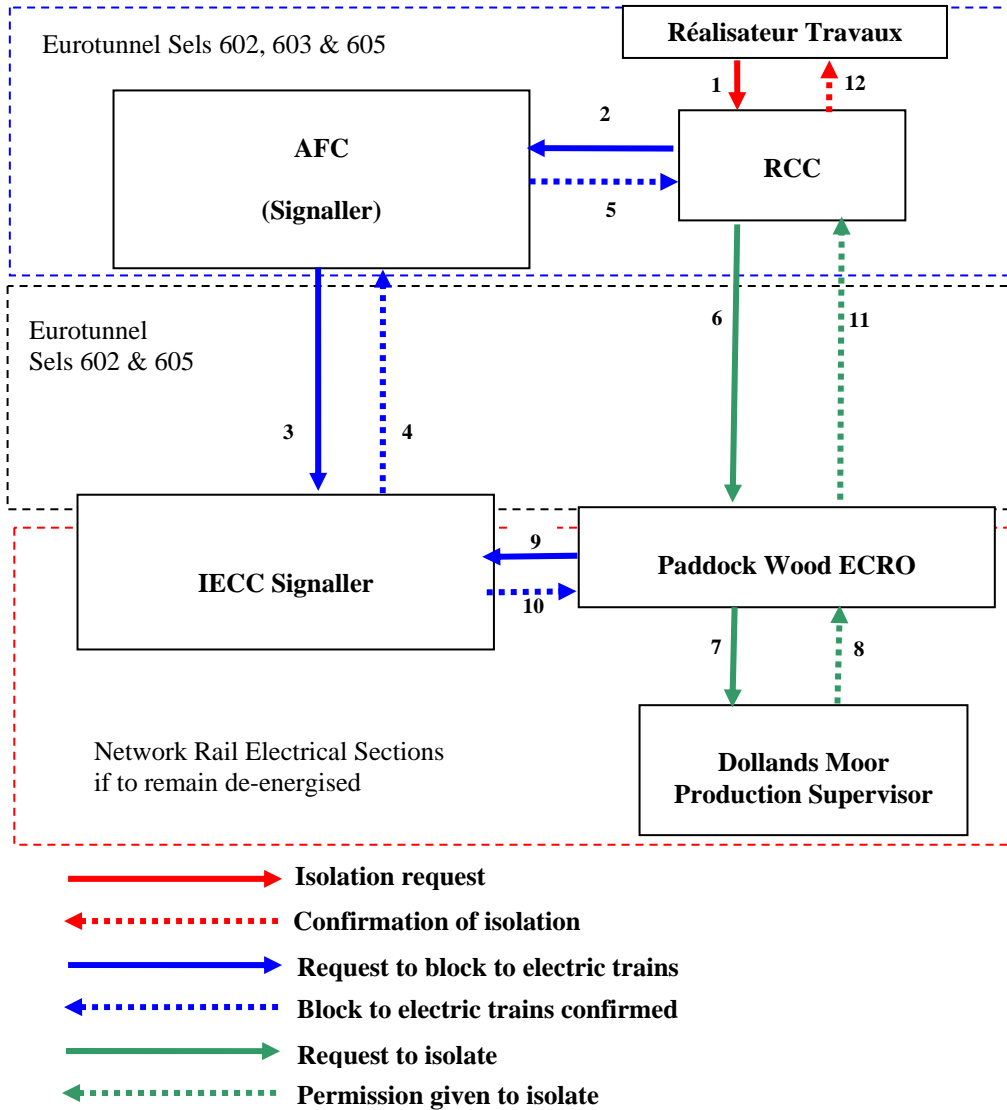 Eurotunnel Sels 602, 603 & 605
Réalisateur Travaux
1
12
2
AFC
(Signaller)
RCC
5
Eurotunnel
Sels 602 & 605
6
11
3
4
9
IECC Signaller
Paddock Wood ECRO
10
7
8
Network Rail Electrical Sections
if to remain de-energised
Dollands Moor
Production Supervisor
Isolation request
Confirmation of isolation
Request to block to electric trains
Block to electric trains confirmed
Request to isolate
Permission given to isolate